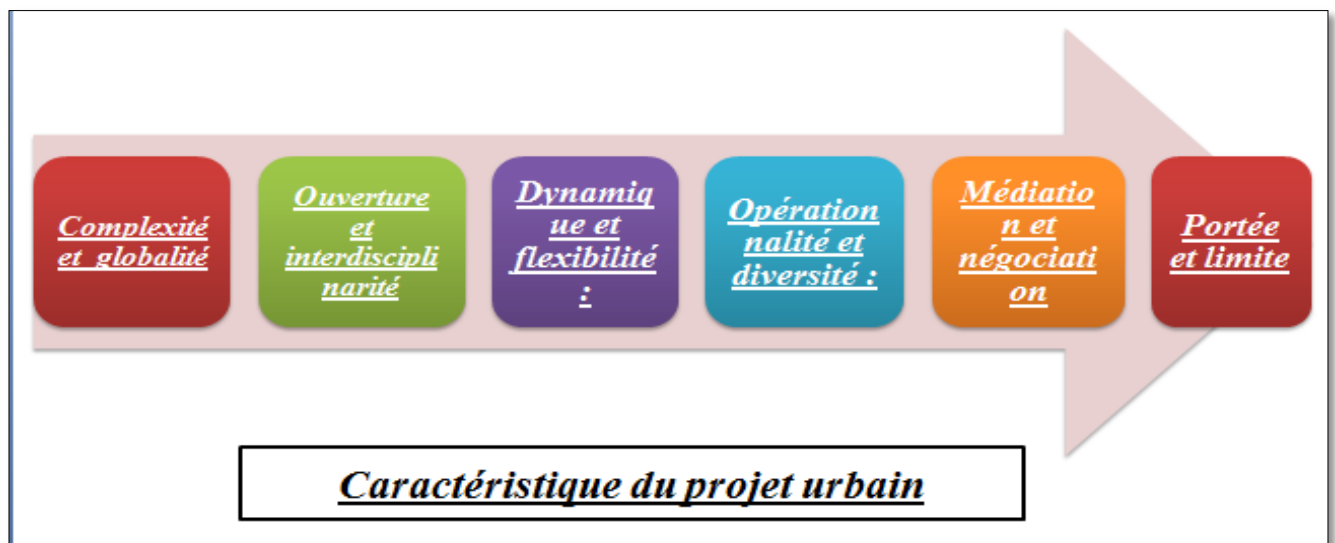 Complexité
et globalité
Ouverture
et
interdiscipli
narité
Dynamiq
ue et
flexibilité
:
Opération
nalité et
diversité :
Médiatio
n et
négociati
on
Portée
et limite
Caractéristique du projet urbain